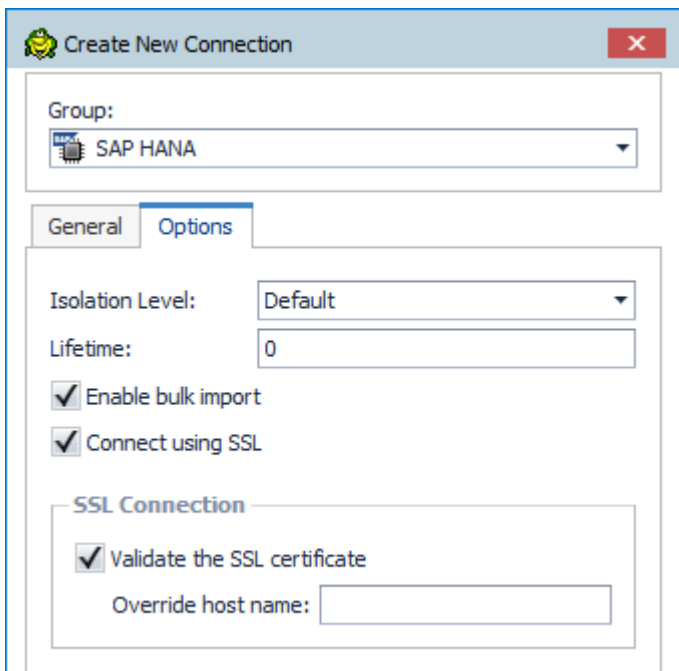 Create New Connection
Group:
SAP HANA
General Options
Isolation Level: Default
Lifetime: 0
Enable bulk import
Connect using SSL
SSL Connection
Validate the SSL certificate
Override host name: